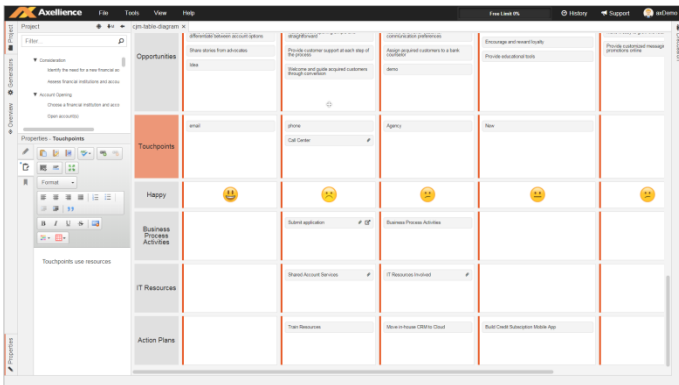 Axellience File Tools View Help Free Limit 0% History Support axDemo
Project
cjm-table-diagram
Filter...
Consideration
Identify the need for a new financial ac
Assess financial institutions and accou
Account Opening
Choose a financial institution and acco
Open account(s)
Properties - Touchpoints
Format
B I U S
Touchpoints use resources
Project
Generators
Overview
Properties
Opportunities
differentiate between account options
Share stories from advocates
Idea
straightforward
Provide customer support at each step of
the process
Welcome and guide acquired customers
through conversion
communication preferences
Assign acquired customers to a bank
counselor
demo
Encourage and reward loyalty
Provide educational tools
Provide customized messagi
promotions online
Touchpoints
email
phone
Call Center
Agency
New
Happy
Business
Process
Activities
Submit application
Business Process Activities
IT Resources
Shared Account Services
IT Resources Involved
Action Plans
Train Resources
Move in-house CRM to Cloud
Build Credit Subscription Mobile App